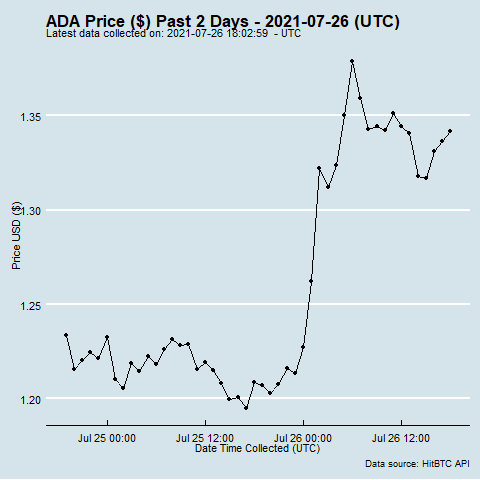 ADA Price ($) Past 2 Days - 2021-07-26 (UTC)
Latest data collected on: 2021-07-26 18:02:59 - UTC
1.35
1.30
1.25
1.20
Price USD ($)
Jul 25 00:00 Jul 25 12:00 Jul 26 00:00 Jul 26 12:00
Date Time Collected (UTC)
Data source: HitBTC API